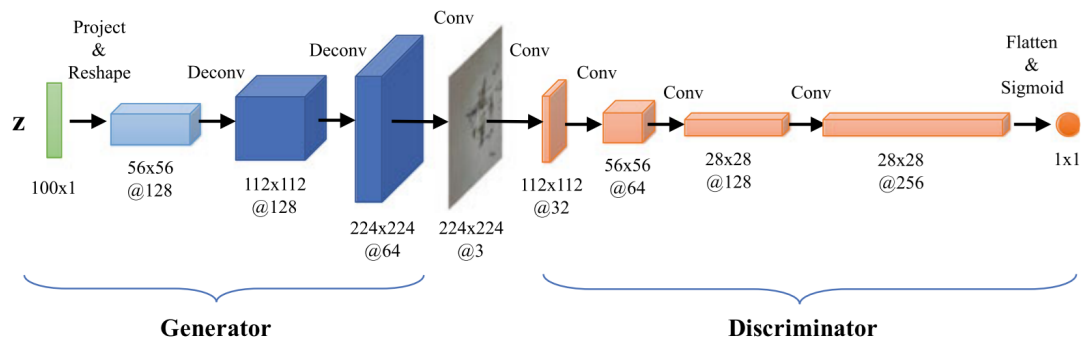 Project
&
Reshape
Deconv
Deconv
Conv
Conv
Conv
Conv
Conv
Flatten
&
Sigmoid
z
100x1
56x56
@128
112x112
@128
224x224
@64
224x224
@3
112x112
@32
56x56
@64
28x28
@128
28x28
@256
1x1
Generator
Discriminator